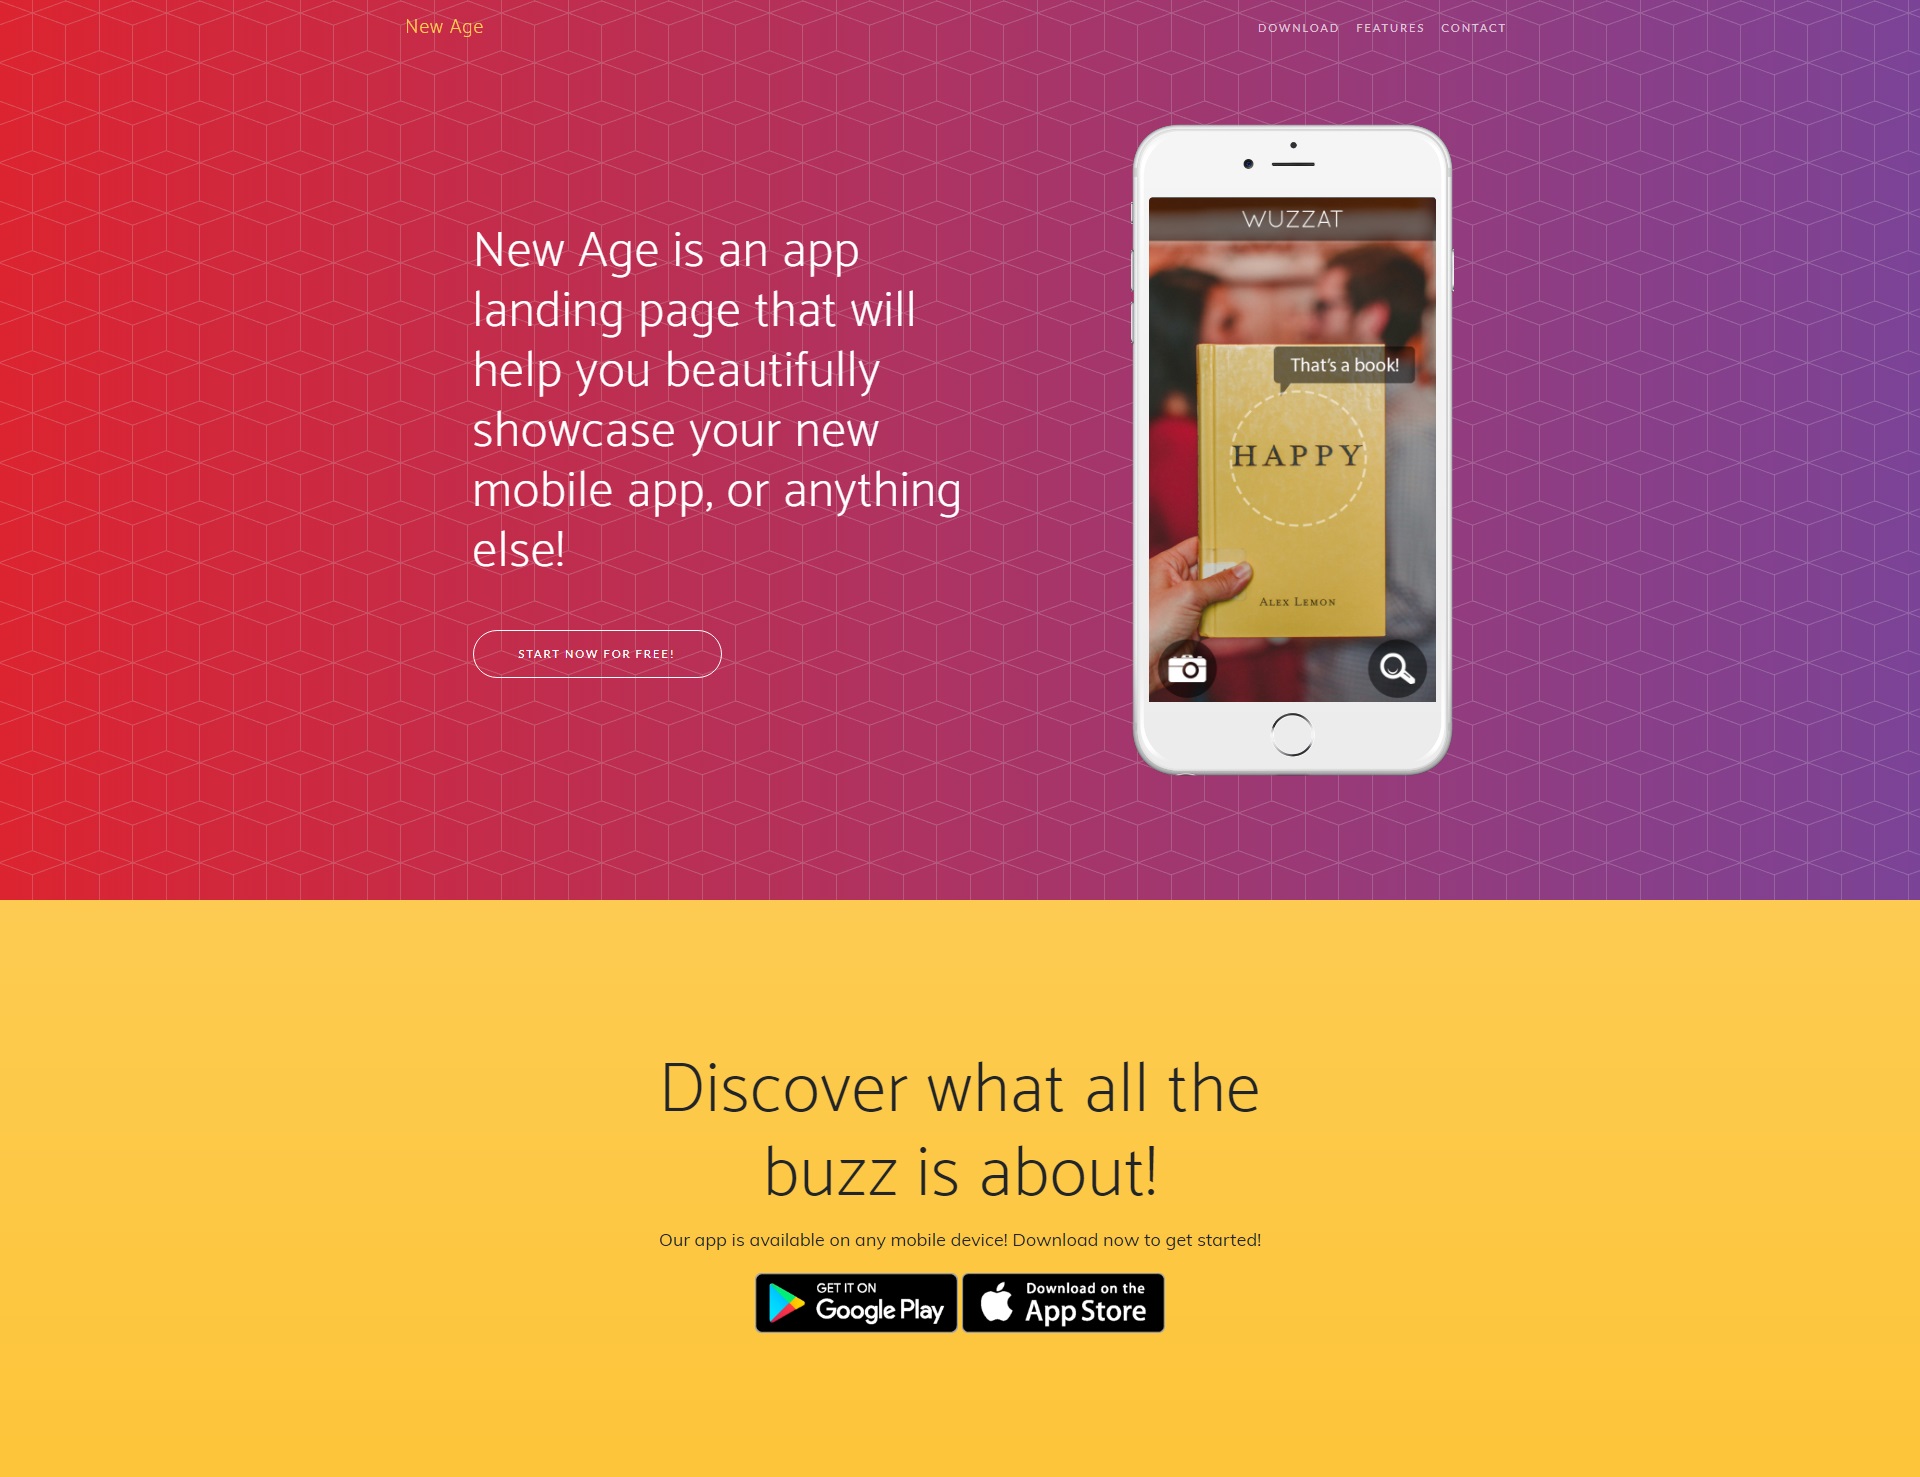 New Age
DOWNLOAD FEATURES CONTACT
New Age is an app
landing page that will
help you beautifully
showcase your new
mobile app, or anything
else!
START NOW FOR FREE!
WUZZAT
That's a book!
HAPPY
ALEX LEMON
Discover what all the
buzz is about!
Our app is available on any mobile device! Download now to get started!
GET IT ON
Google Play
Download on the
App Store